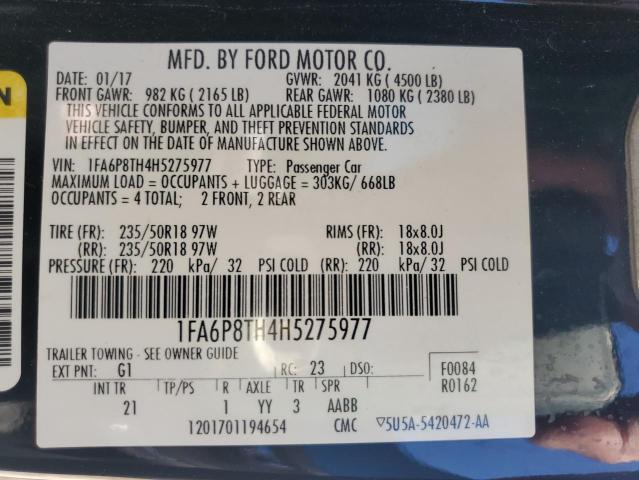 MFD. BY FORD MOTOR CO.
DATE: 01/17 GVWR: 2041 KG ( 4500 LB)
FRONT GAWR: 982 KG ( 2165 LB) REAR GAWR: 1080 KG ( 2380 LB)
THIS VEHICLE CONFORMS TO ALL APPLICABLE FEDERAL MOTOR
VEHICLE SAFETY, BUMPER, AND THEFT PREVENTION STANDARDS
IN EFFECT ON THE DATE OF MANUFACTURE SHOWN ABOVE.
VIN: 1FA6P8TH4H5275977 TYPE: Passenger Car
MAXIMUM LOAD = OCCUPANTS + LUGGAGE = 303KG/ 668LB
OCCUPANTS = 4 TOTAL; 2 FRONT, 2 REAR
TIRE (FR): 235/50R18 97W RIMS (FR): 18x8.0J
(RR): 235/50R18 97W (RR): 18x8.0J
PRESSURE (FR): 220 kPa/ 32 PSI COLD (RR): 220 kPa/ 32 PSI COLD
1FA6P8TH4H5275977
TRAILER TOWING - SEE OWNER GUIDE
EXT PNT: G1 RC: 23 DSO: F0084
INT TR TP/PS R AXLE TR SPR R0162
21 1 YY 3 AABB
1201701194654 CMC ▽5U5A-5420472-AA